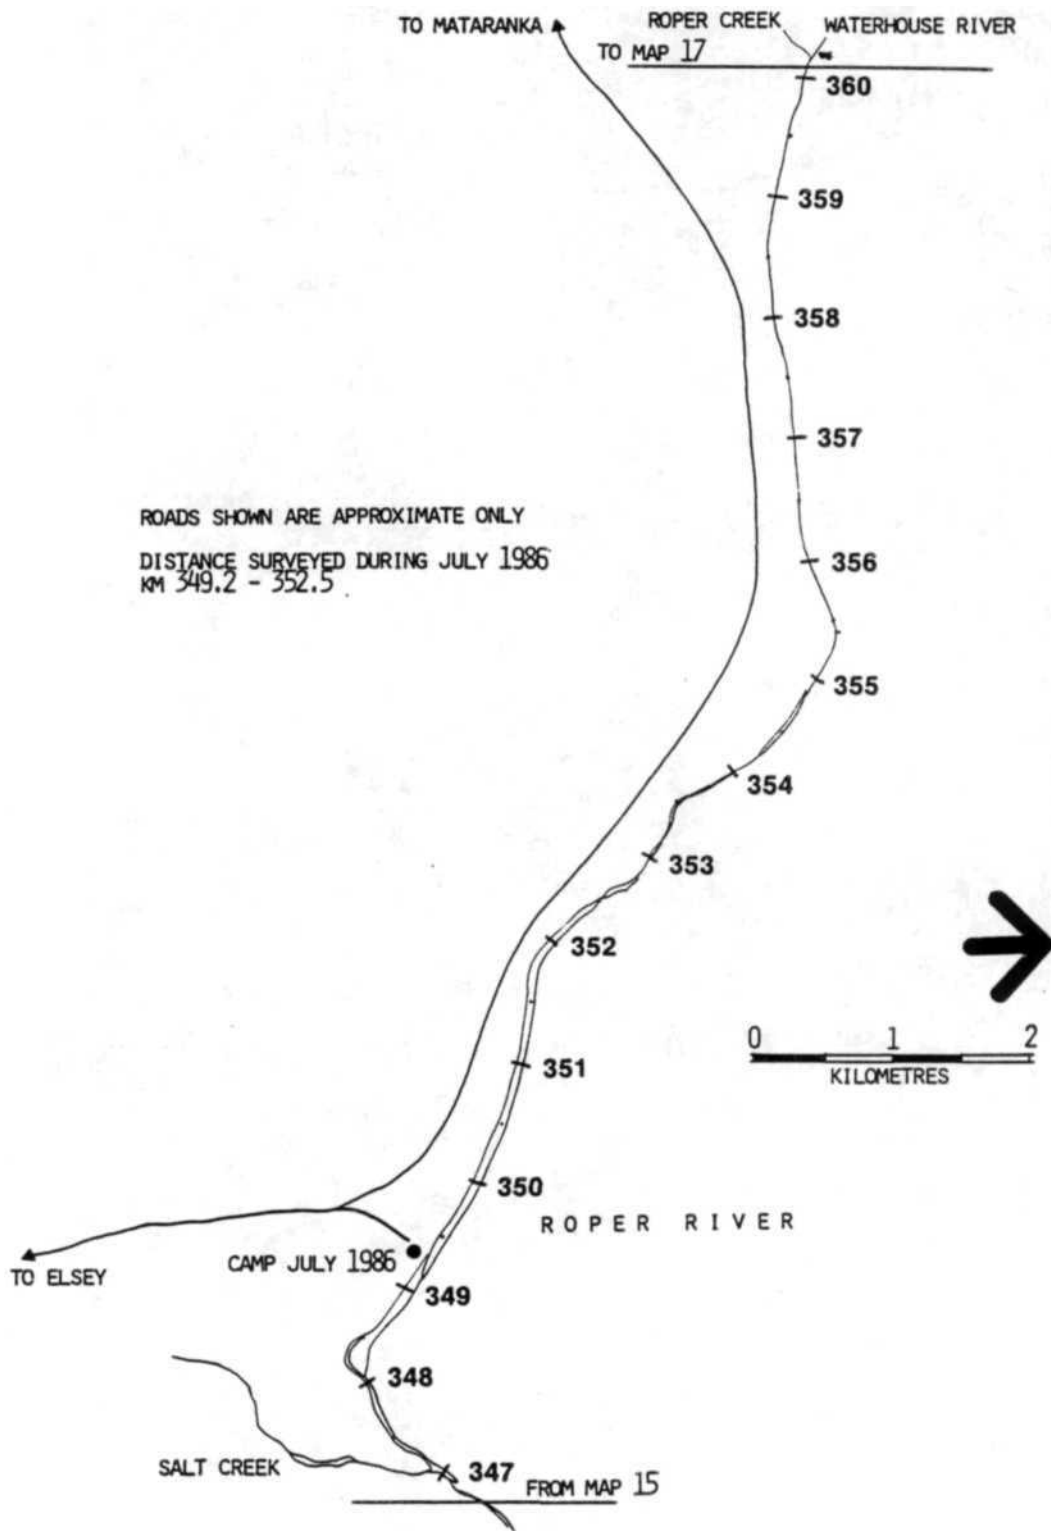 TO MATARANKA
ROPER CREEK
WATERHOUSE RIVER
TO MAP 17
360
359
358
357
ROADS SHOWN ARE APPROXIMATE ONLY
DISTANCE SURVEYED DURING JULY 1986
KM 349.2 - 352.5
356
355
354
353
352
0 1 2
KILOMETRES
351
350
ROPER RIVER
CAMP JULY 1986
TO ELSEY
349
348
SALT CREEK
347
FROM MAP 15